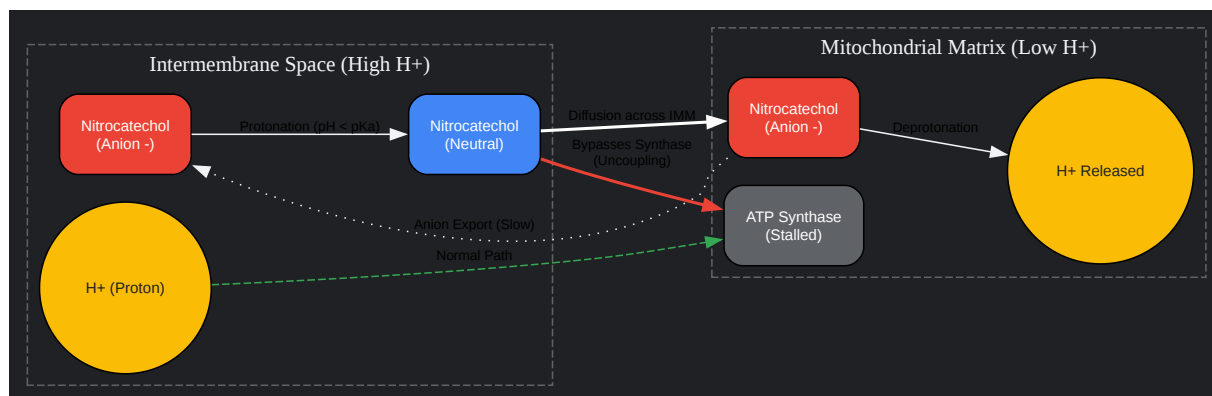 Intermembrane Space (High H+)
Mitochondrial Matrix (Low H+)
Nitrocatechol
(Anion -)
Protonation (pH < pKa)
Nitrocatechol
(Neutral)
Diffusion across IMM
Bypasses Synthase
(Uncoupling)
Nitrocatechol
(Anion -)
Deprotonation
H+ Released
ATP Synthase
(Stalled)
Anion Export (Slow)
Normal Path
H+ (Proton)